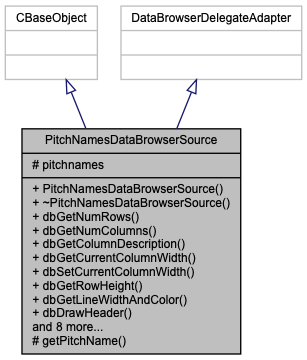 CBaseObject
DataBrowserDelegateAdapter
PitchNamesDataBrowserSource
# pitchnames
+ PitchNamesDataBrowserSource()
+ ~PitchNamesDataBrowserSource()
+ dbGetNumRows()
+ dbGetNumColumns()
+ dbGetColumnDescription()
+ dbGetCurrentColumnWidth()
+ dbSetCurrentColumnWidth()
+ dbGetRowHeight()
+ dbGetLineWidthAndColor()
+ dbDrawHeader()
and 8 more...
# getPitchName()